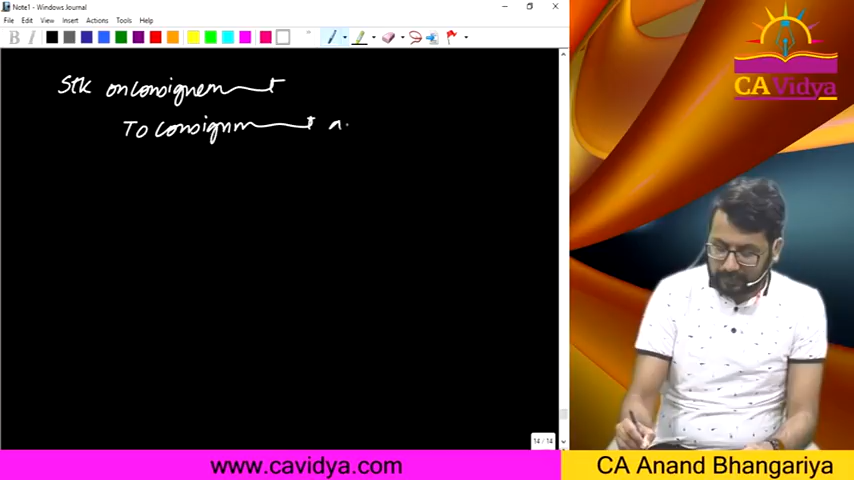 Note1 - Windows Journal
File Edit View Insert Actions Tools Help
B I
Stk on consignment
To consignm a.
14 / 14
CA Vidya
www.cavidya.com
CA Anand Bhangariya